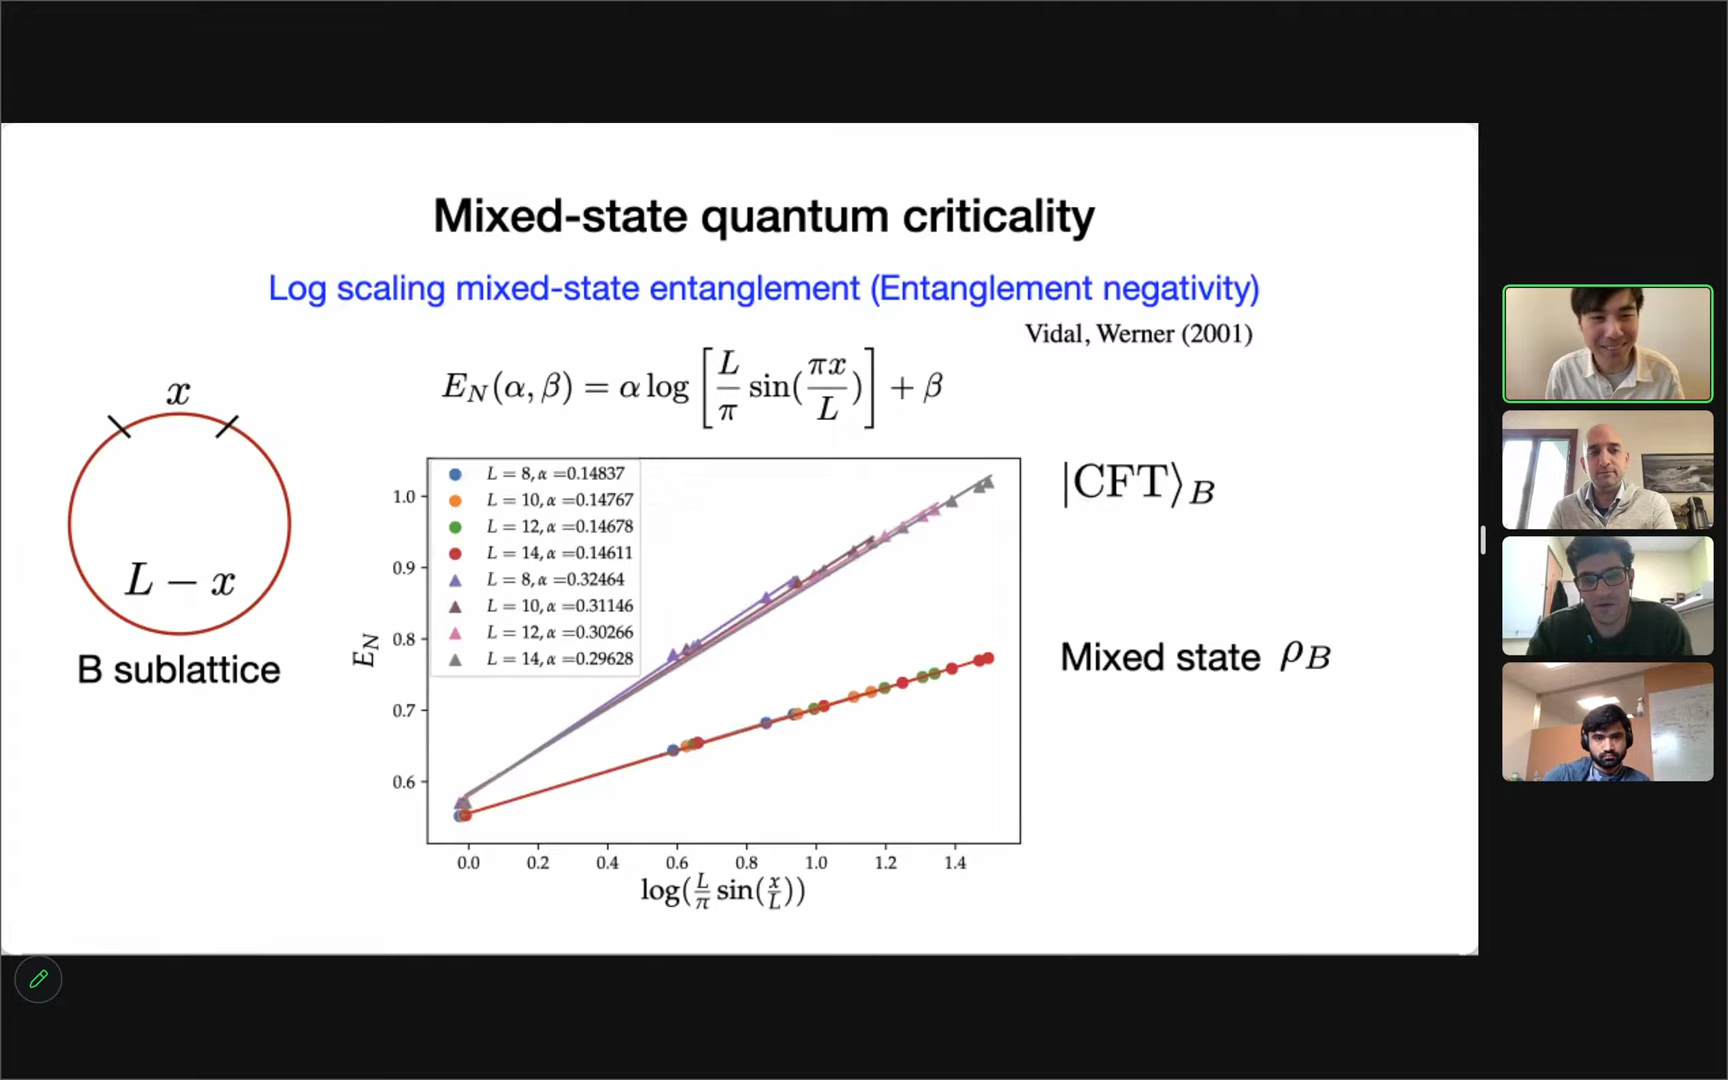 Mixed-state quantum criticality
Log scaling mixed-state entanglement (Entanglement negativity)
Vidal, Werner (2001)
E_N(α, β) = α log [ L/π sin(πx/L) ] + β
x
L − x
B sublattice
L = 8, α =0.14837
L = 10, α =0.14767
L = 12, α =0.14678
L = 14, α =0.14611
L = 8, α =0.32464
L = 10, α =0.31146
L = 12, α =0.30266
L = 14, α =0.29628
E_N
1.0
0.9
0.8
0.7
0.6
0.0 0.2 0.4 0.6 0.8 1.0 1.2 1.4
log(L/π sin(x/L))
|CFT⟩_B
Mixed state ρ_B